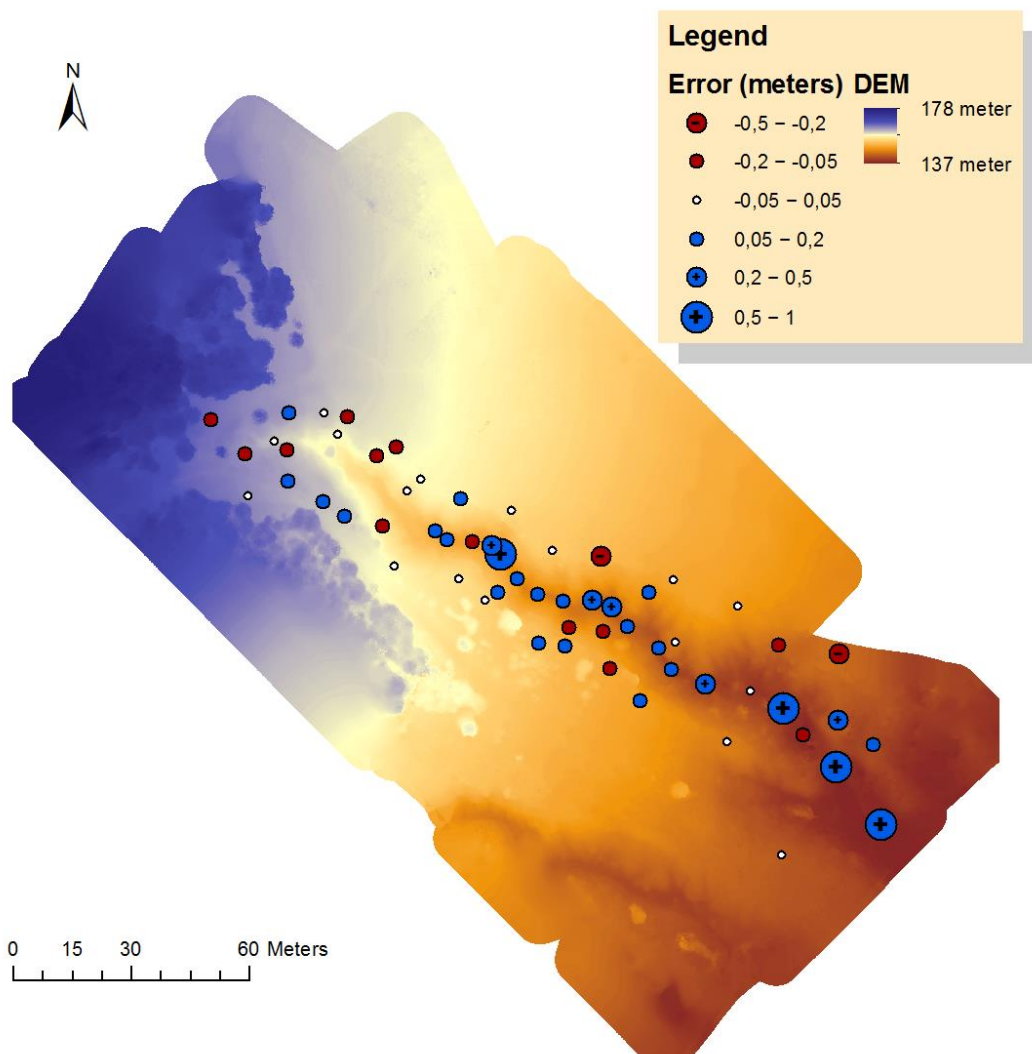 Legend
Error (meters) DEM
-0,5 – -0,2
-0,2 – -0,05
-0,05 – 0,05
0,05 – 0,2
0,2 – 0,5
0,5 – 1
178 meter
137 meter
N
0 15 30 60 Meters